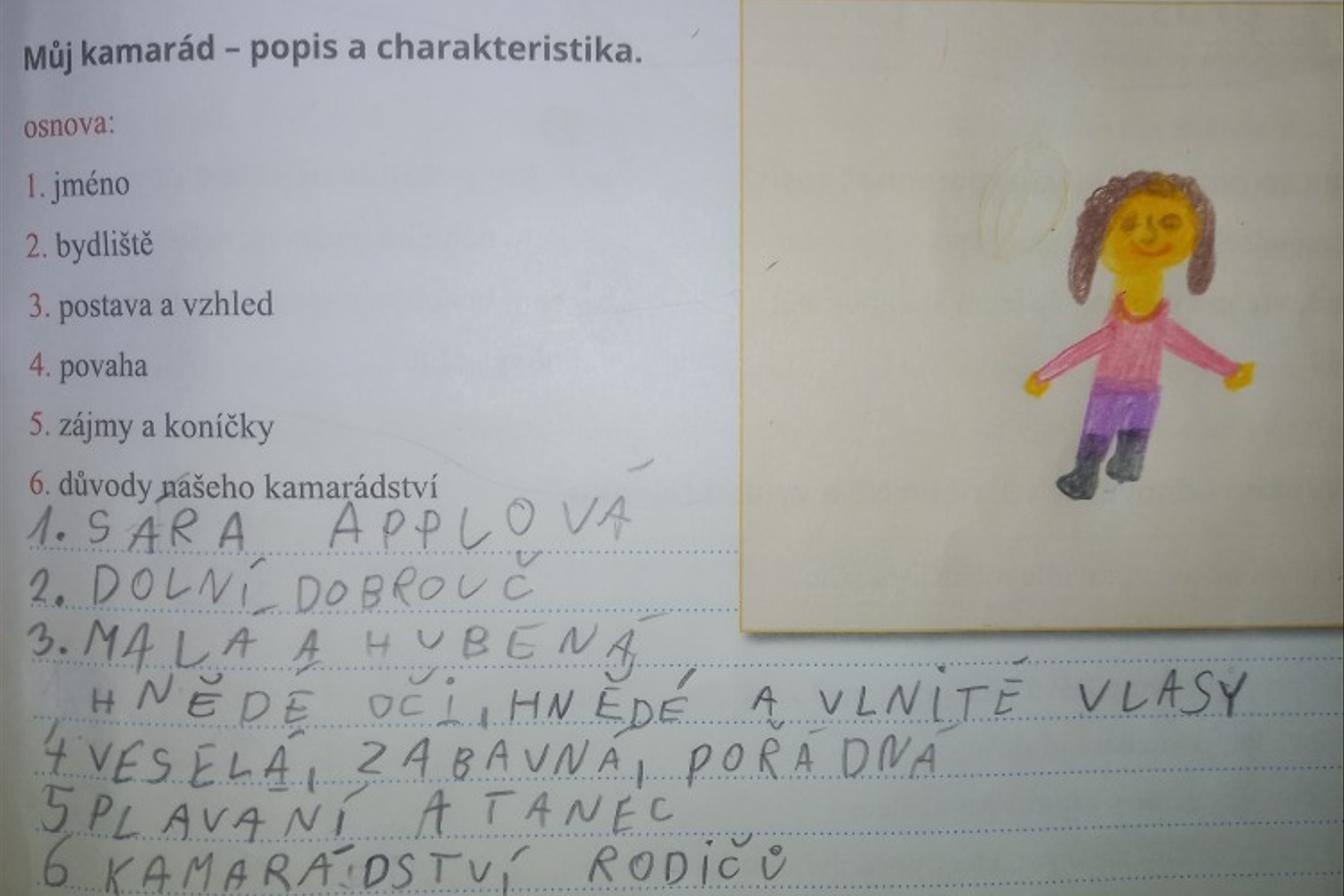 Můj kamarád – popis a charakteristika.
osnova:
1. jméno
2. bydliště
3. postava a vzhled
4. povaha
5. zájmy a koníčky
6. důvody našeho kamarádství
1. SÁRA APPLOVÁ
2. DOLNÍ DOBROUČ
3. MALÁ A HUBENÁ
HNĚDÉ OČI, HNĚDÉ A VLNITÉ VLASY
4 VESELÁ, ZÁBAVNÁ, POŘÁDNÁ
5 PLAVANÍ A TANEC
6 KAMARÁDSTVÍ RODIČŮ